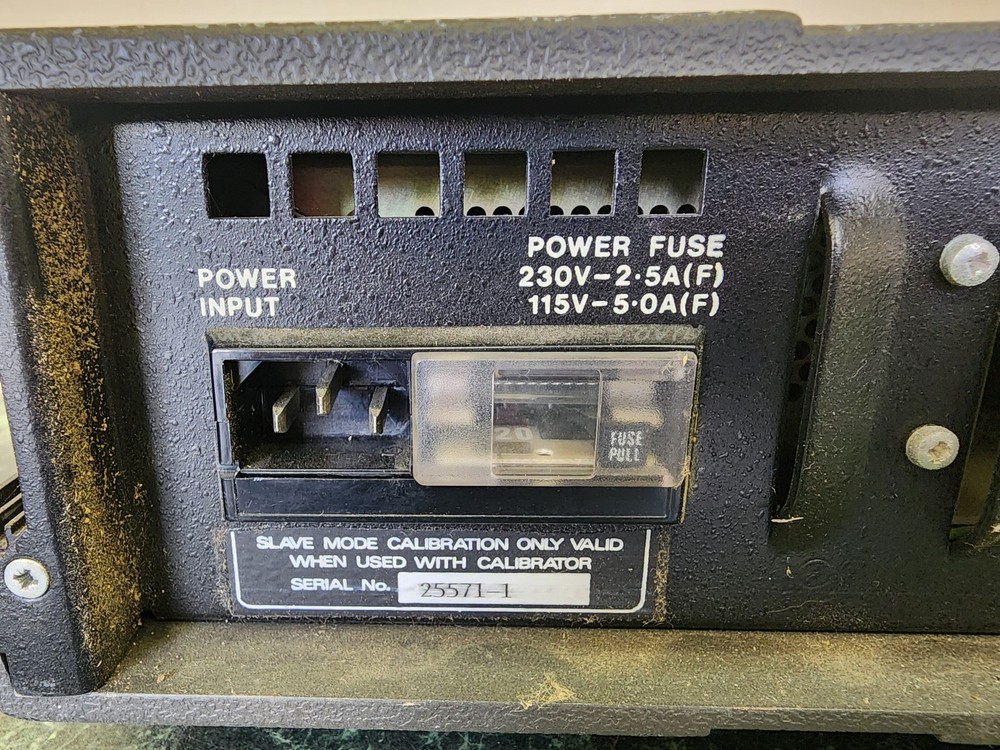 POWER INPUT
POWER FUSE
230V-2·5A(F)
115V-5·0A(F)
20
FUSE
PULL
SLAVE MODE CALIBRATION ONLY VALID
WHEN USED WITH CALIBRATOR
SERIAL No. 25571-1